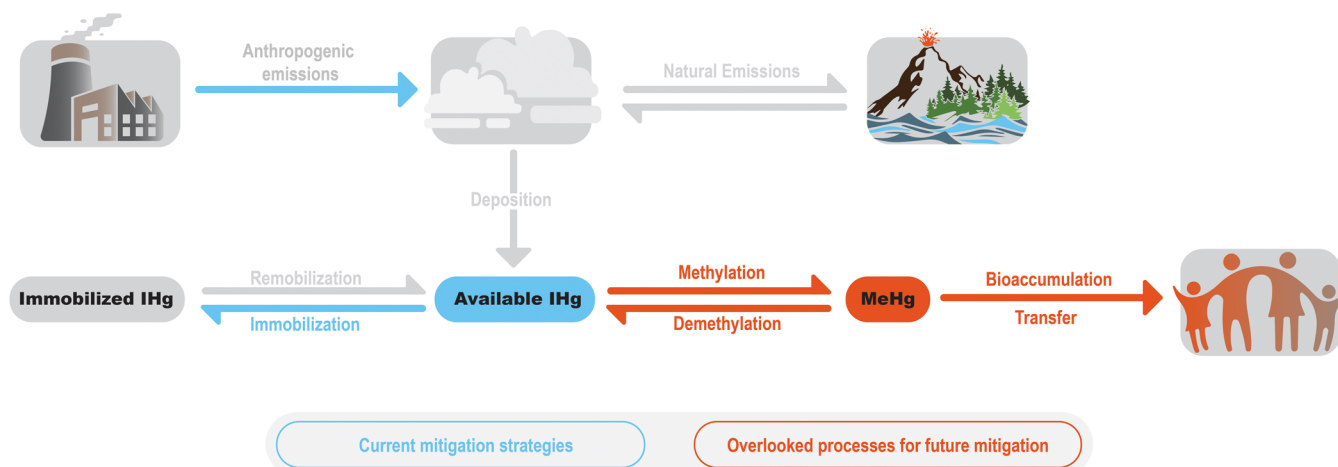 Anthropogenic
emissions
Natural Emissions
Deposition
Immobilized IHg
Remobilization
Immobilization
Available IHg
Methylation
Demethylation
MeHg
Bioaccumulation
Transfer
Current mitigation strategies
Overlooked processes for future mitigation